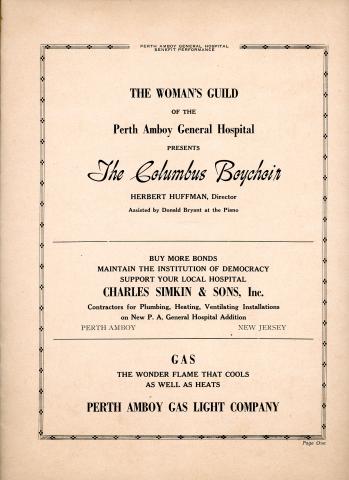 PERTH AMBOY GENERAL HOSPITAL
BENEFIT PERFORMANCE
THE WOMAN'S GUILD
OF THE
Perth Amboy General Hospital
PRESENTS
The Columbus Boychoir
HERBERT HUFFMAN, Director
Assisted by Donald Bryant at the Piano
BUY MORE BONDS
MAINTAIN THE INSTITUTION OF DEMOCRACY
SUPPORT YOUR LOCAL HOSPITAL
CHARLES SIMKIN & SONS, Inc.
Contractors for Plumbing, Heating, Ventilating Installations
on New P. A. General Hospital Addition
PERTH AMBOY NEW JERSEY
GAS
THE WONDER FLAME THAT COOLS
AS WELL AS HEATS
PERTH AMBOY GAS LIGHT COMPANY
Page One